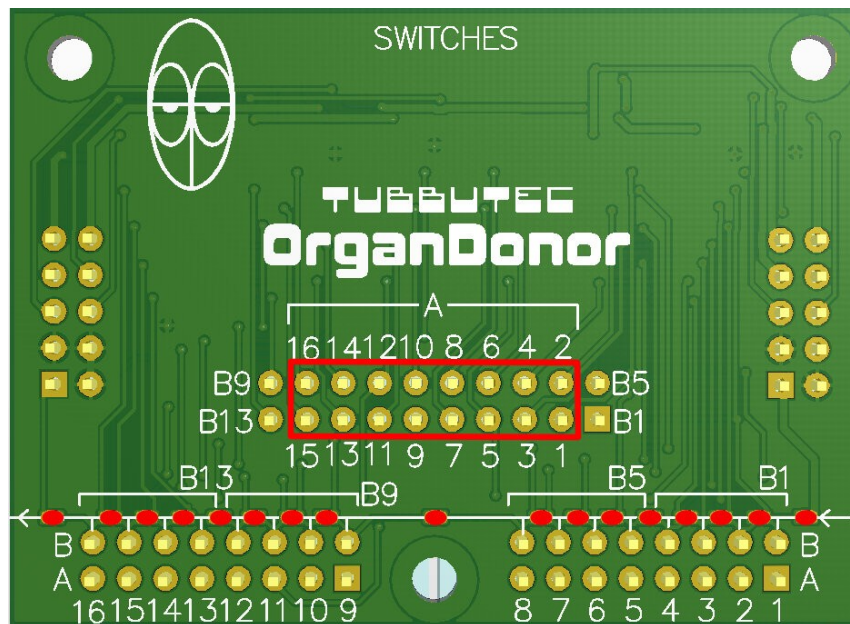 SWITCHES
TUBBUTEC
OrganDonor
A
16 14 12 10 8 6 4 2
B9 B5
B13 B1
15 13 11 9 7 5 3 1
B13 B9 B5 B1
B B
A A
16 15 14 13 12 11 10 9 8 7 6 5 4 3 2 1